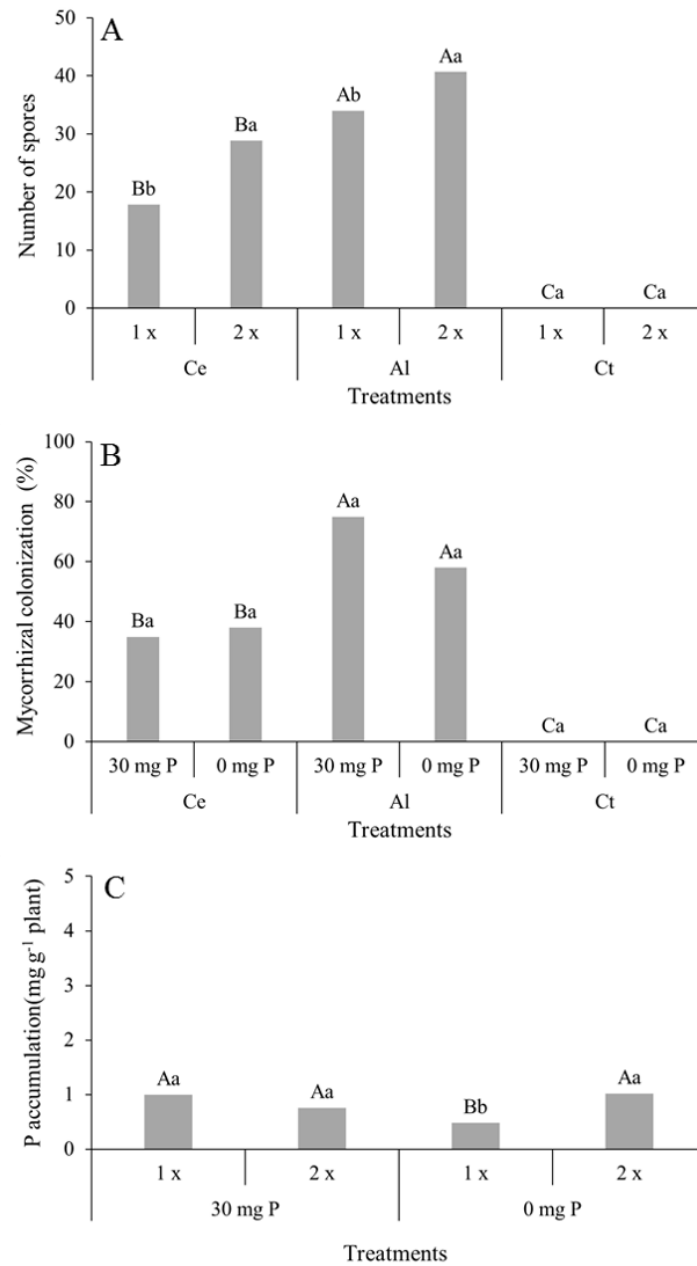 A
Number of spores
50
40
30
20
10
0
Bb
Ba
Ab
Aa
Ca
Ca
1 x 2 x 1 x 2 x 1 x 2 x
Ce Al Ct
Treatments
B
Mycorrhizal colonization (%)
100
80
60
40
20
0
Ba
Ba
Aa
Aa
Ca
Ca
30 mg P 0 mg P 30 mg P 0 mg P 30 mg P 0 mg P
Ce Al Ct
Treatments
C
P accumulation(mg g⁻¹ plant)
5
4
3
2
1
0
Aa
Aa
Bb
Aa
1 x 2 x 1 x 2 x
30 mg P 0 mg P
Treatments